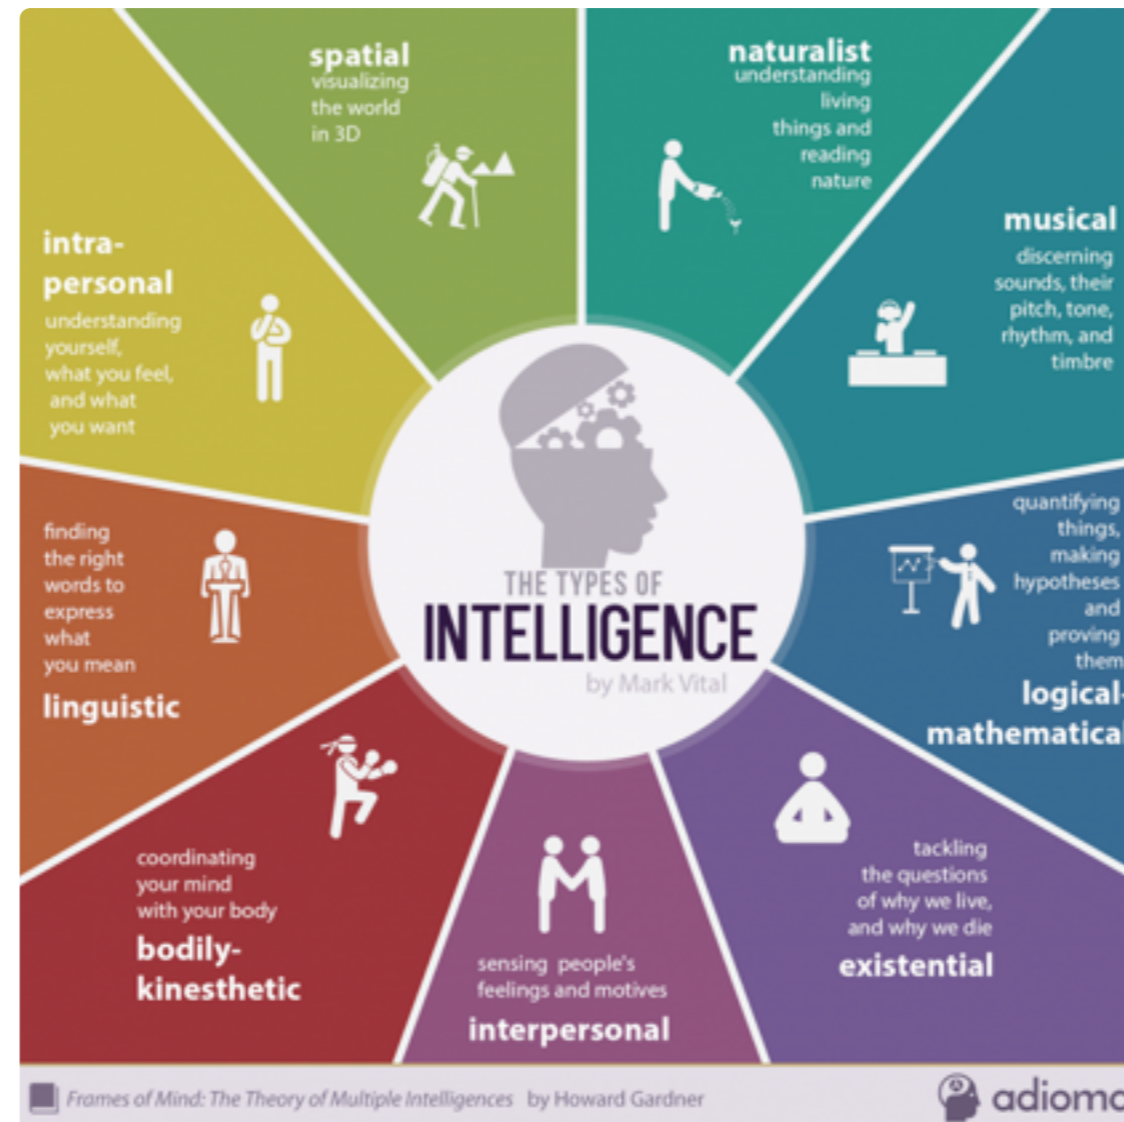 spatial
visualizing
the world
in 3D
naturalist
understanding
living
things and
reading
nature
musical
discerning
sounds, their
pitch, tone,
rhythm, and
timbre
intra-
personal
understanding
yourself,
what you feel,
and what
you want
quantifying
things,
making
hypotheses
and
proving
them
logical-
mathematical
finding
the right
words to
express
what
you mean
linguistic
THE TYPES OF
INTELLIGENCE
by Mark Vital
coordinating
your mind
with your body
bodily-
kinesthetic
sensing people's
feelings and motives
interpersonal
tackling
the questions
of why we live,
and why we die
existential
Frames of Mind: The Theory of Multiple Intelligences by Howard Gardner